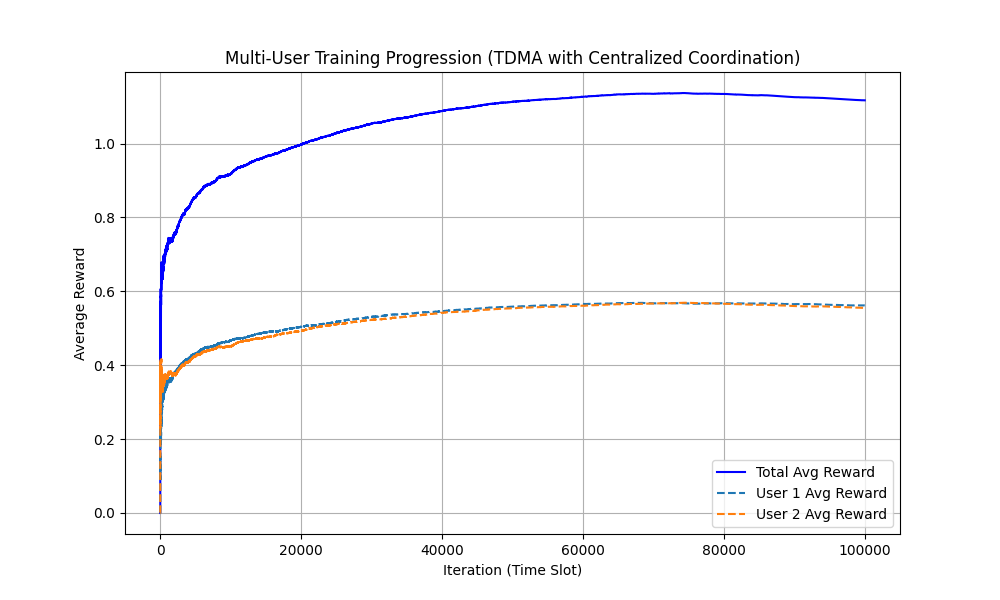 Multi-User Training Progression (TDMA with Centralized Coordination)
Average Reward
1.0
0.8
0.6
0.4
0.2
0.0
Total Avg Reward
User 1 Avg Reward
User 2 Avg Reward
0 20000 40000 60000 80000 100000
Iteration (Time Slot)